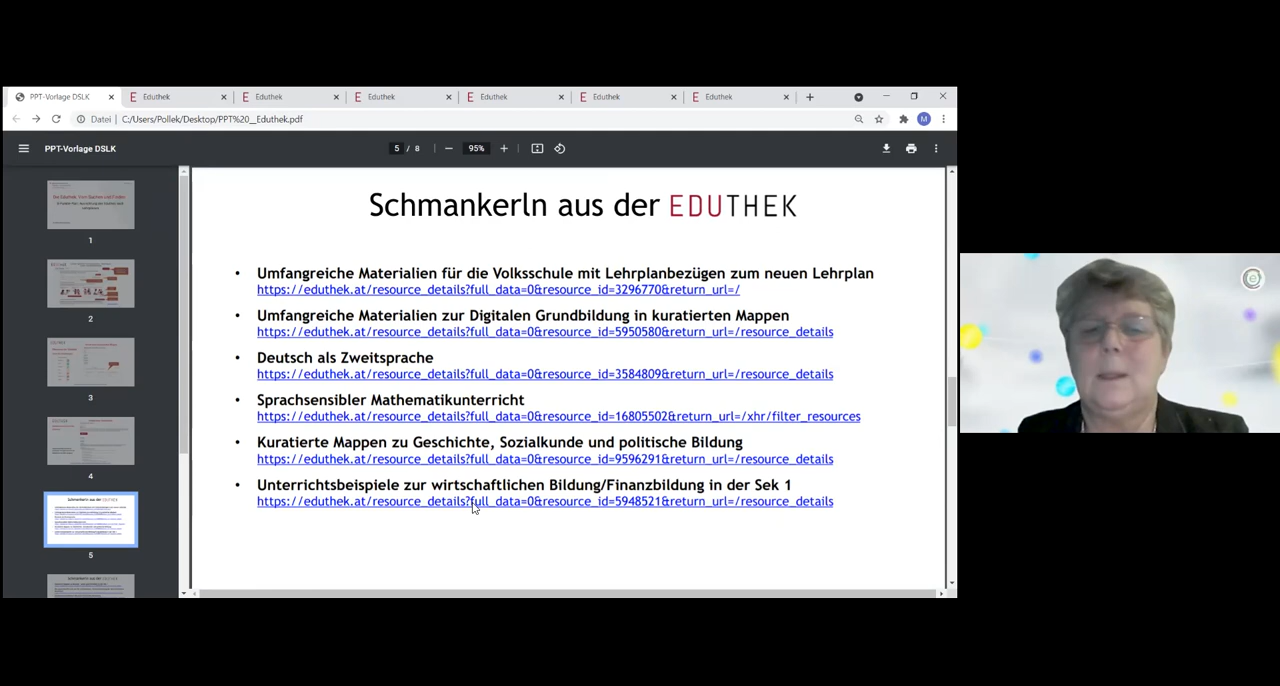 PPT-Vorlage DSLK
Eduthek
Eduthek
Eduthek
Eduthek
Eduthek
Eduthek
Datei
C:/Users/Pollek/Desktop/PPT%20__Eduthek.pdf
M
PPT-Vorlage DSLK
5 / 8
95%
1
2
3
4
5
Schmankerln aus der EDUTHEK
• Umfangreiche Materialien für die Volksschule mit Lehrplanbezügen zum neuen Lehrplan
https://eduthek.at/resource_details?full_data=0&resource_id=3296770&return_url=/
• Umfangreiche Materialien zur Digitalen Grundbildung in kuratierten Mappen
https://eduthek.at/resource_details?full_data=0&resource_id=5950580&return_url=/resource_details
• Deutsch als Zweitsprache
https://eduthek.at/resource_details?full_data=0&resource_id=3584809&return_url=/resource_details
• Sprachsensibler Mathematikunterricht
https://eduthek.at/resource_details?full_data=0&resource_id=16805502&return_url=/xhr/filter_resources
• Kuratierte Mappen zu Geschichte, Sozialkunde und politische Bildung
https://eduthek.at/resource_details?full_data=0&resource_id=9596291&return_url=/resource_details
• Unterrichtsbeispiele zur wirtschaftlichen Bildung/Finanzbildung in der Sek 1
https://eduthek.at/resource_details?full_data=0&resource_id=5948521&return_url=/resource_details